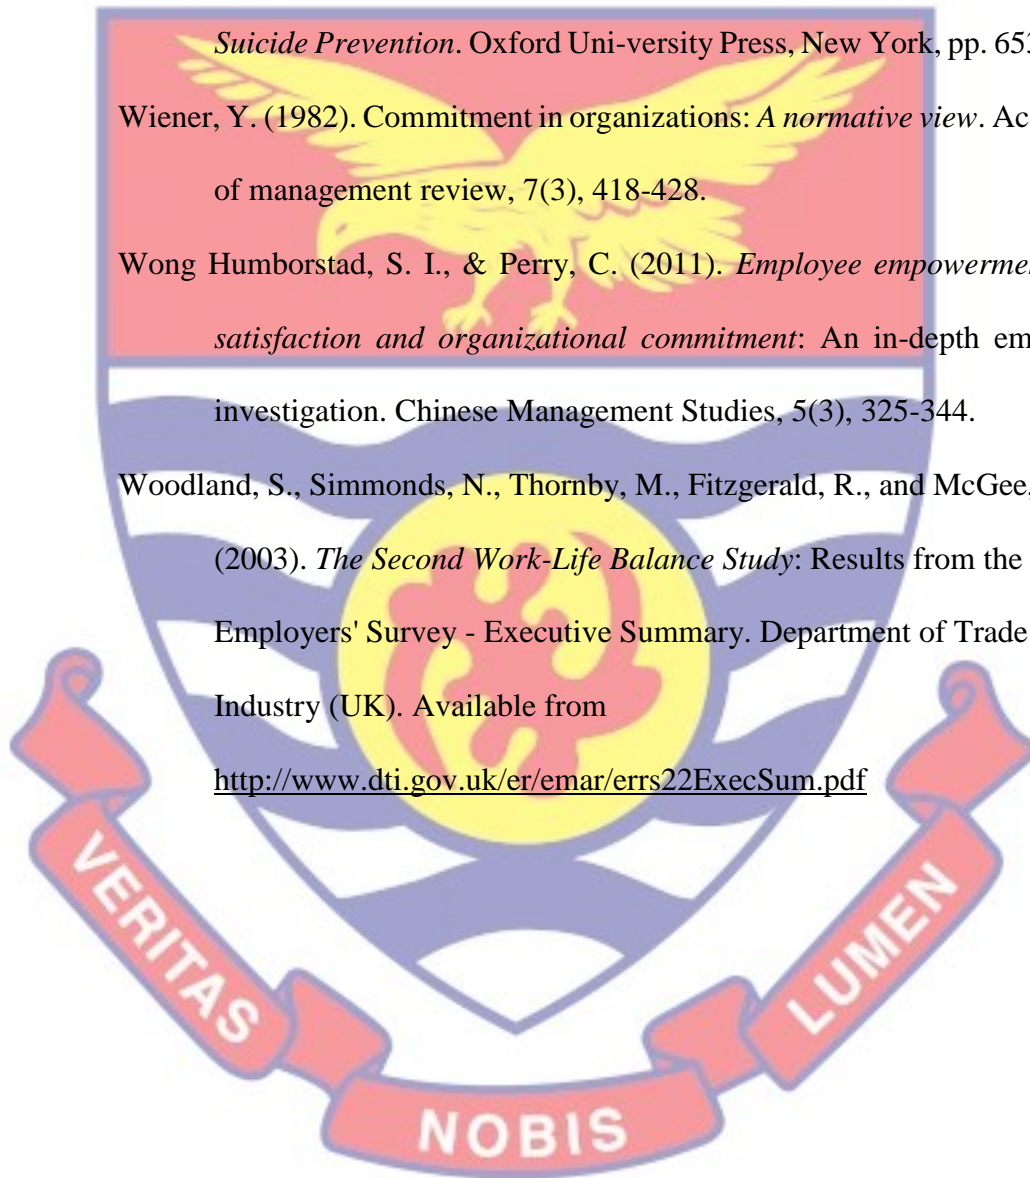 Suicide Prevention. Oxford Uni-versity Press, New York, pp. 653
Wiener, Y. (1982). Commitment in organizations: A normative view. Ac
of management review, 7(3), 418-428.
Wong Humborstad, S. I., & Perry, C. (2011). Employee empowermen
satisfaction and organizational commitment: An in-depth em
investigation. Chinese Management Studies, 5(3), 325-344.
Woodland, S., Simmonds, N., Thornby, M., Fitzgerald, R., and McGee,
(2003). The Second Work-Life Balance Study: Results from the
Employers' Survey - Executive Summary. Department of Trade
Industry (UK). Available from
http://www.dti.gov.uk/er/emar/errs22ExecSum.pdf
VERITAS
NOBIS
LUMEN